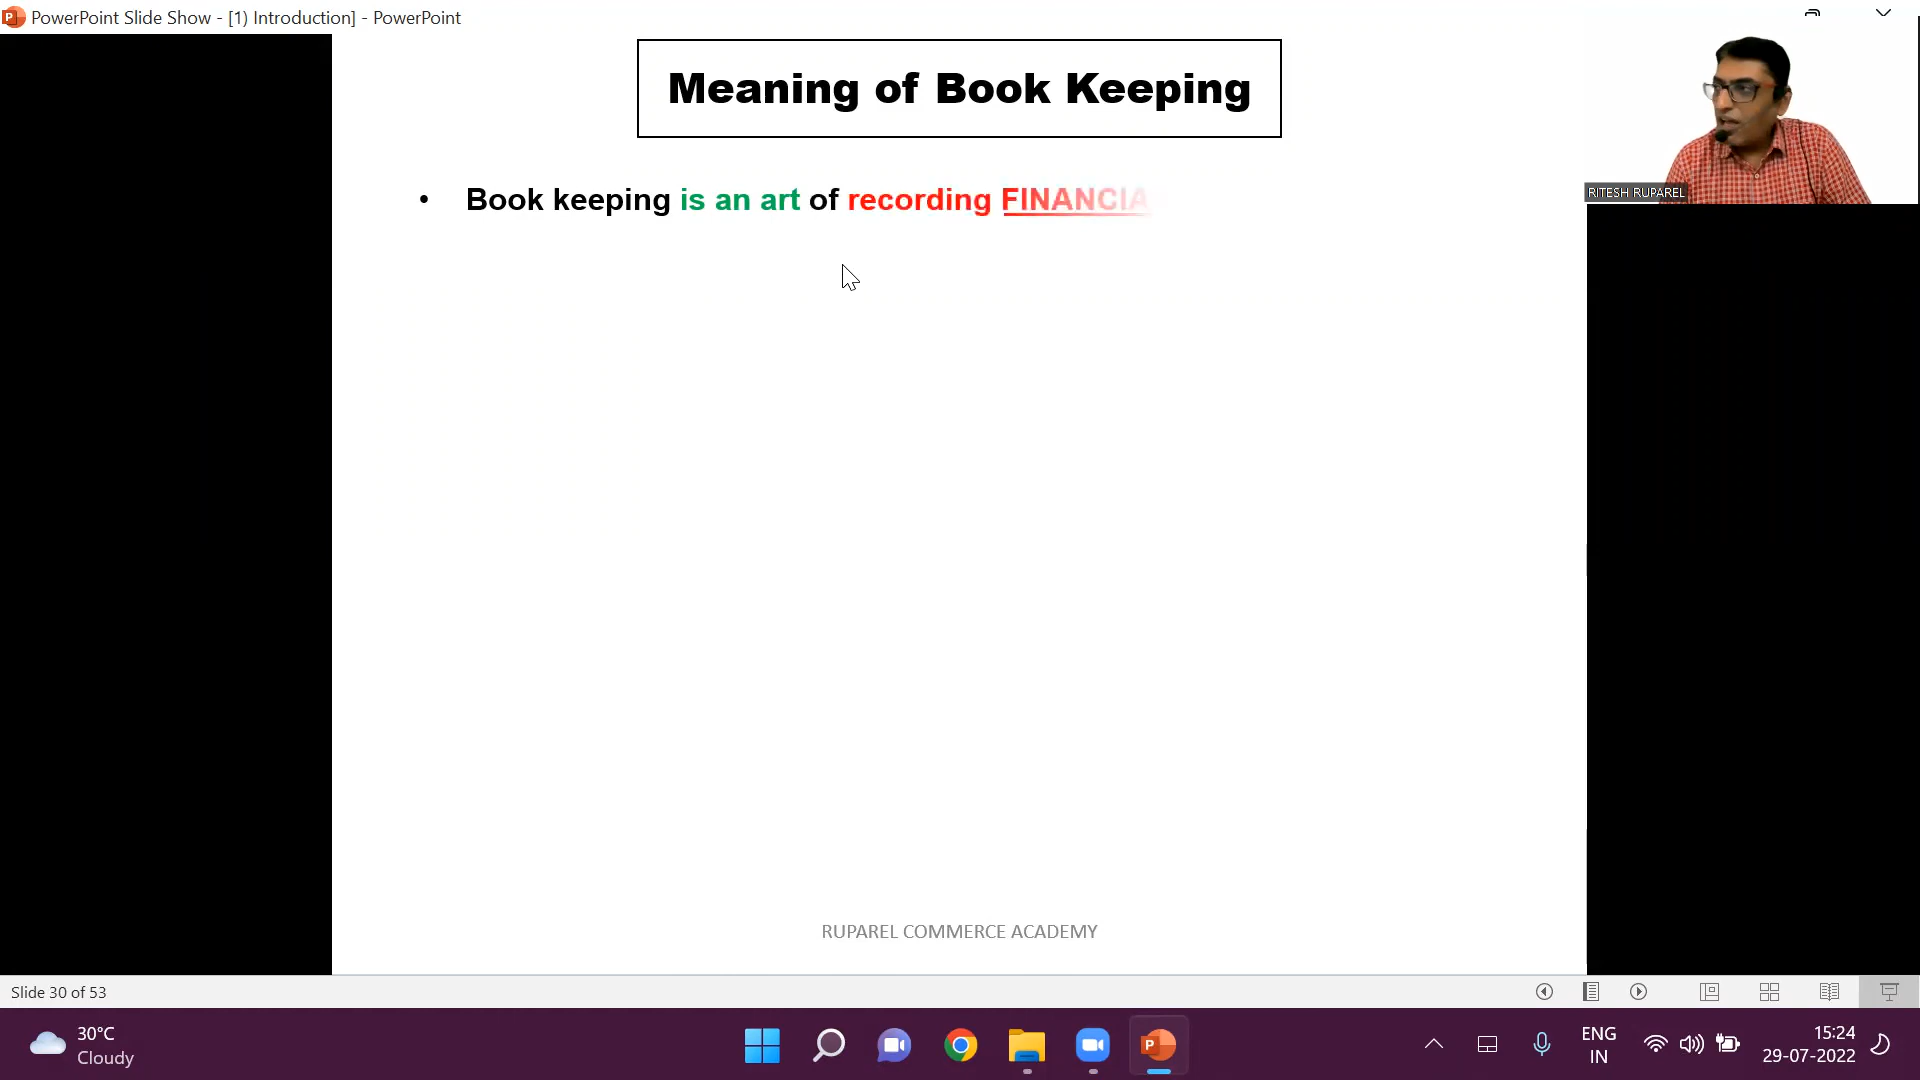 PowerPoint Slide Show - [1) Introduction] - PowerPoint
Meaning of Book Keeping
• Book keeping is an art of recording FINANCIA
RITESH RUPAREL
RUPAREL COMMERCE ACADEMY
Slide 30 of 53
30°C
Cloudy
ENG
IN
15:24
29-07-2022